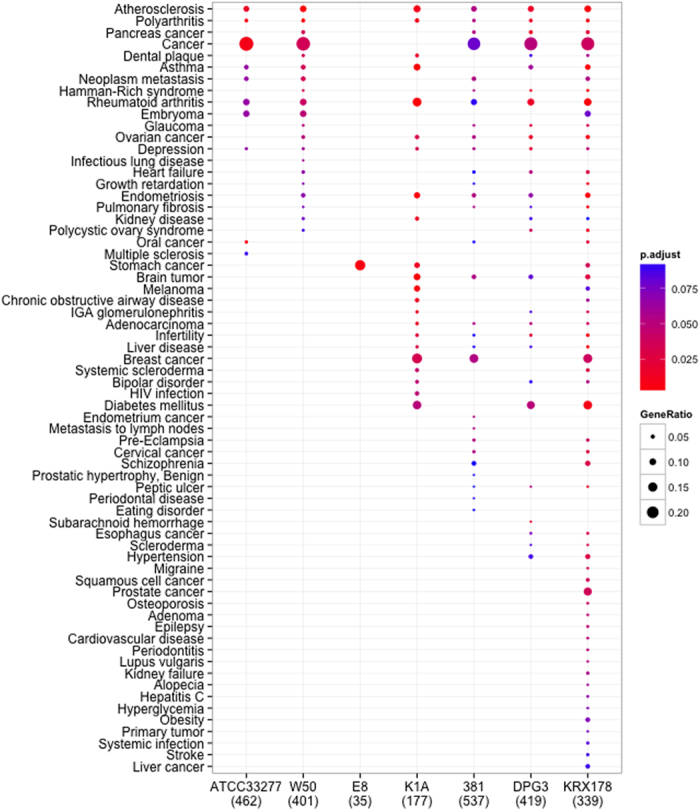 Atherosclerosis
Polyarthritis
Pancreas cancer
Cancer
Dental plaque
Asthma
Neoplasm metastasis
Hamman-Rich syndrome
Rheumatoid arthritis
Embryoma
Glaucoma
Ovarian cancer
Depression
Infectious lung disease
Heart failure
Growth retardation
Endometriosis
Pulmonary fibrosis
Kidney disease
Polycystic ovary syndrome
Oral cancer
Multiple sclerosis
Stomach cancer
Brain tumor
Melanoma
Chronic obstructive airway disease
IGA glomerulonephritis
Adenocarcinoma
Infertility
Liver disease
Breast cancer
Systemic scleroderma
Bipolar disorder
HIV infection
Diabetes mellitus
Endometrium cancer
Metastasis to lymph nodes
Pre-Eclampsia
Cervical cancer
Schizophrenia
Prostatic hypertrophy, Benign
Peptic ulcer
Periodontal disease
Eating disorder
Subarachnoid hemorrhage
Esophagus cancer
Scleroderma
Hypertension
Migraine
Squamous cell cancer
Prostate cancer
Osteoporosis
Adenoma
Epilepsy
Cardiovascular disease
Periodontitis
Lupus vulgaris
Kidney failure
Alopecia
Hepatitis C
Hyperglycemia
Obesity
Primary tumor
Systemic infection
Stroke
Liver cancer
ATCC33277 W50 E8 K1A 381 DPG3 KRX178
(462) (401) (35) (177) (537) (419) (339)
p.adjust
0.075
0.050
0.025
GeneRatio
0.05
0.10
0.15
0.20